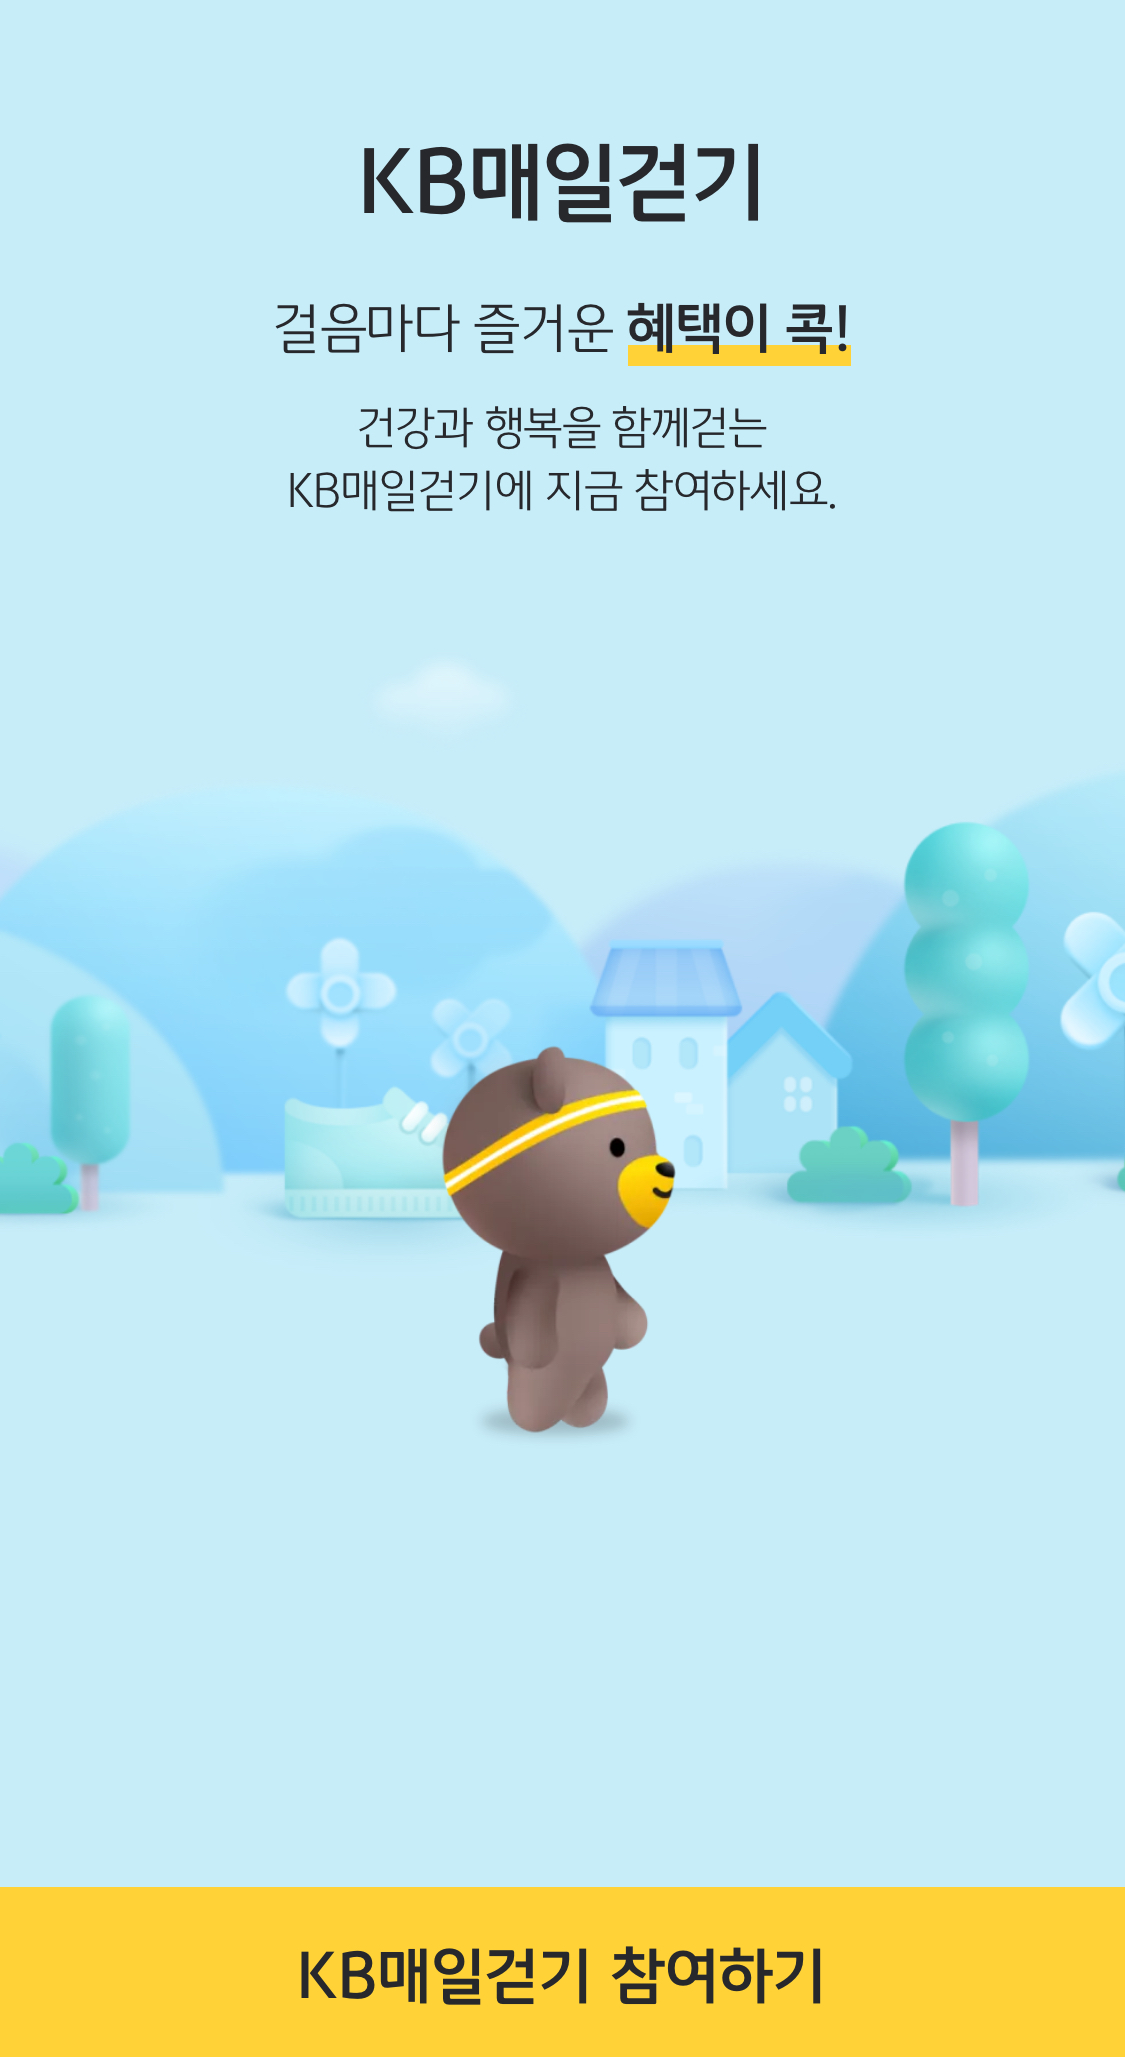 KB매일걷기
걸음마다 즐거운 혜택이 콕!
건강과 행복을 함께걷는
KB매일걷기에 지금 참여하세요.
KB매일걷기 참여하기